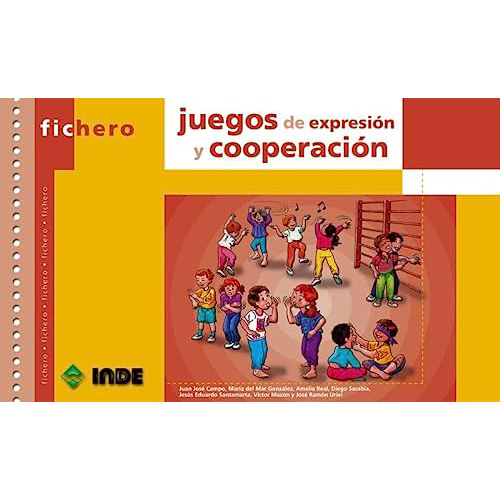 fichero
juegos de expresión
y cooperación
fichero • fichero • fichero • fichero • fichero
INDE
Juan José Campo, María del Mar González, Amelia Real, Diego Sarabia,
Jesús Eduardo Santamarta, Víctor Mazón y José Ramón Uriel